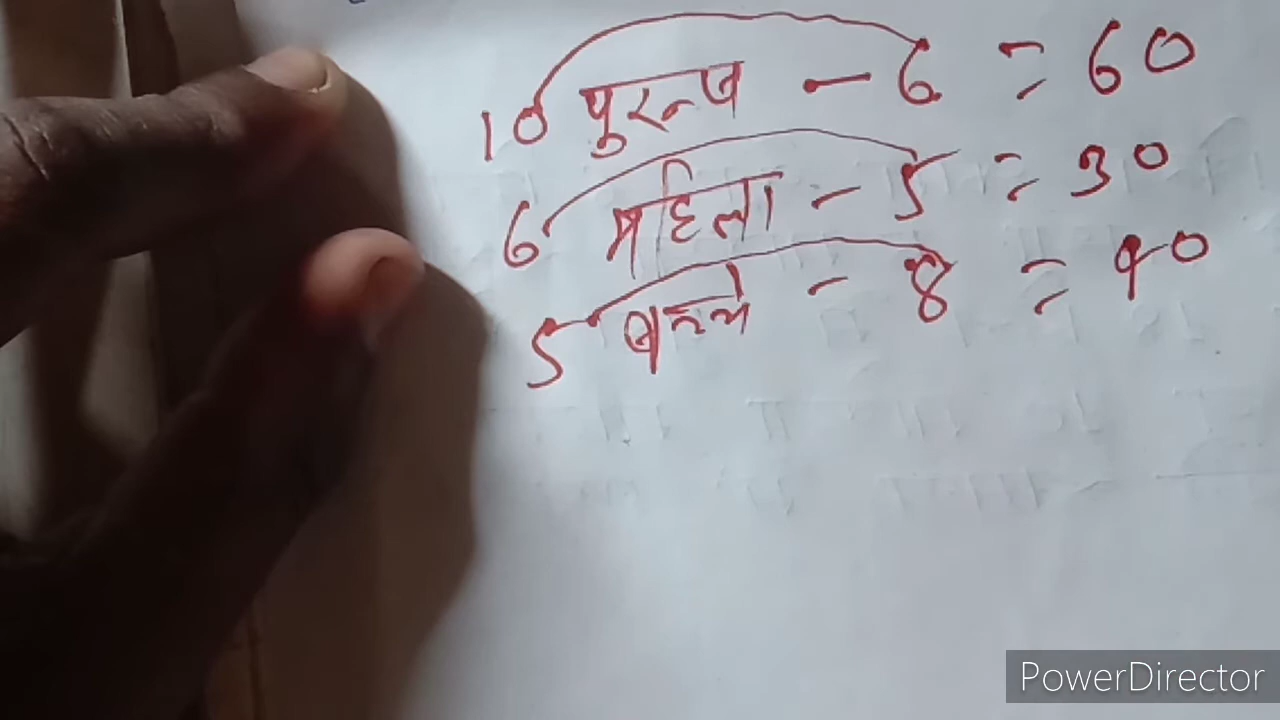 10 पुरुष - 6 = 60
6 महिला - 5 = 30
5 बच्चे - 8 = 40
PowerDirector